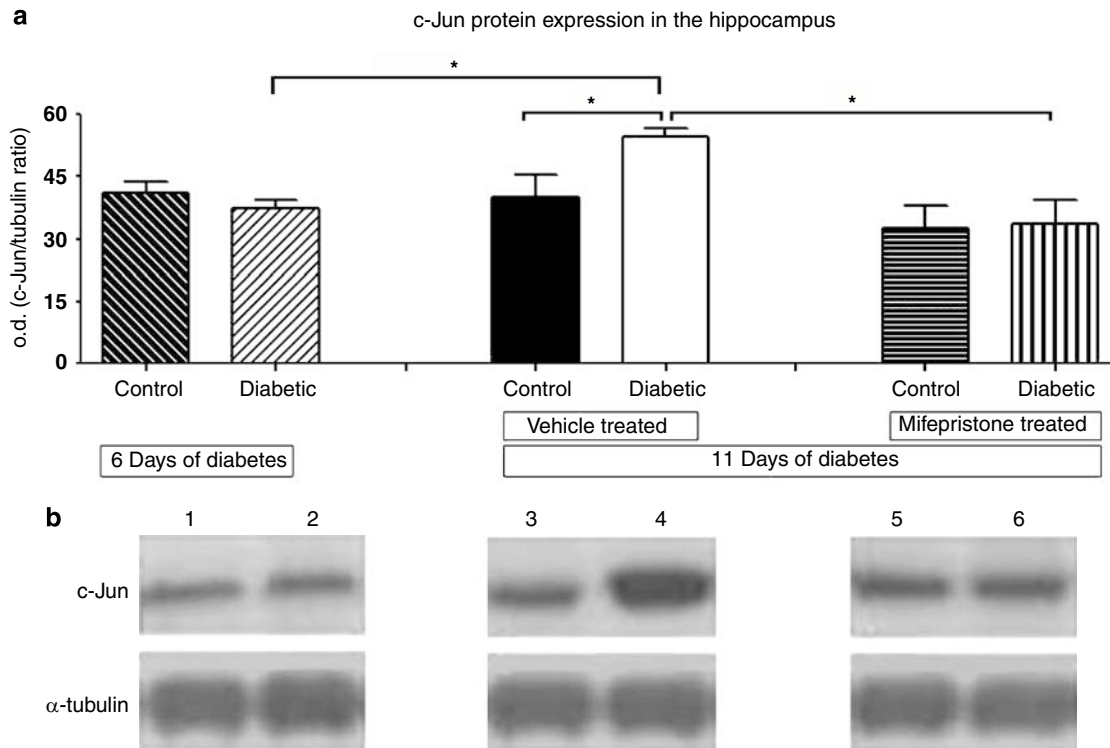 a
c-Jun protein expression in the hippocampus
* 
* *
o.d. (c-Jun/tubulin ratio)
60
45
30
15
0
Control Diabetic Control Diabetic Control Diabetic
Vehicle treated Mifepristone treated
6 Days of diabetes 11 Days of diabetes
b
1 2 3 4 5 6
c-Jun
α-tubulin